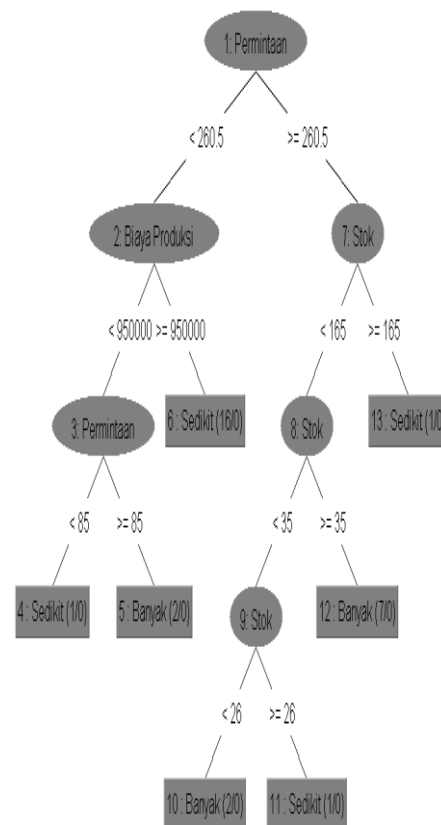 1: Permintaan
< 260.5 >= 260.5
2: Biaya Produksi 7: Stok
< 950000 >= 950000 < 165 >= 165
3: Permintaan 6 : Sedikit (16/0) 8: Stok 13 : Sedikit (1/0
< 85 >= 85 < 35 >= 35
4 : Sedikit (1/0) 5 : Banyak (2/0) 9: Stok 12 : Banyak (7/0)
< 26 >= 26
10 : Banyak (2/0) 11 : Sedikit (1/0)